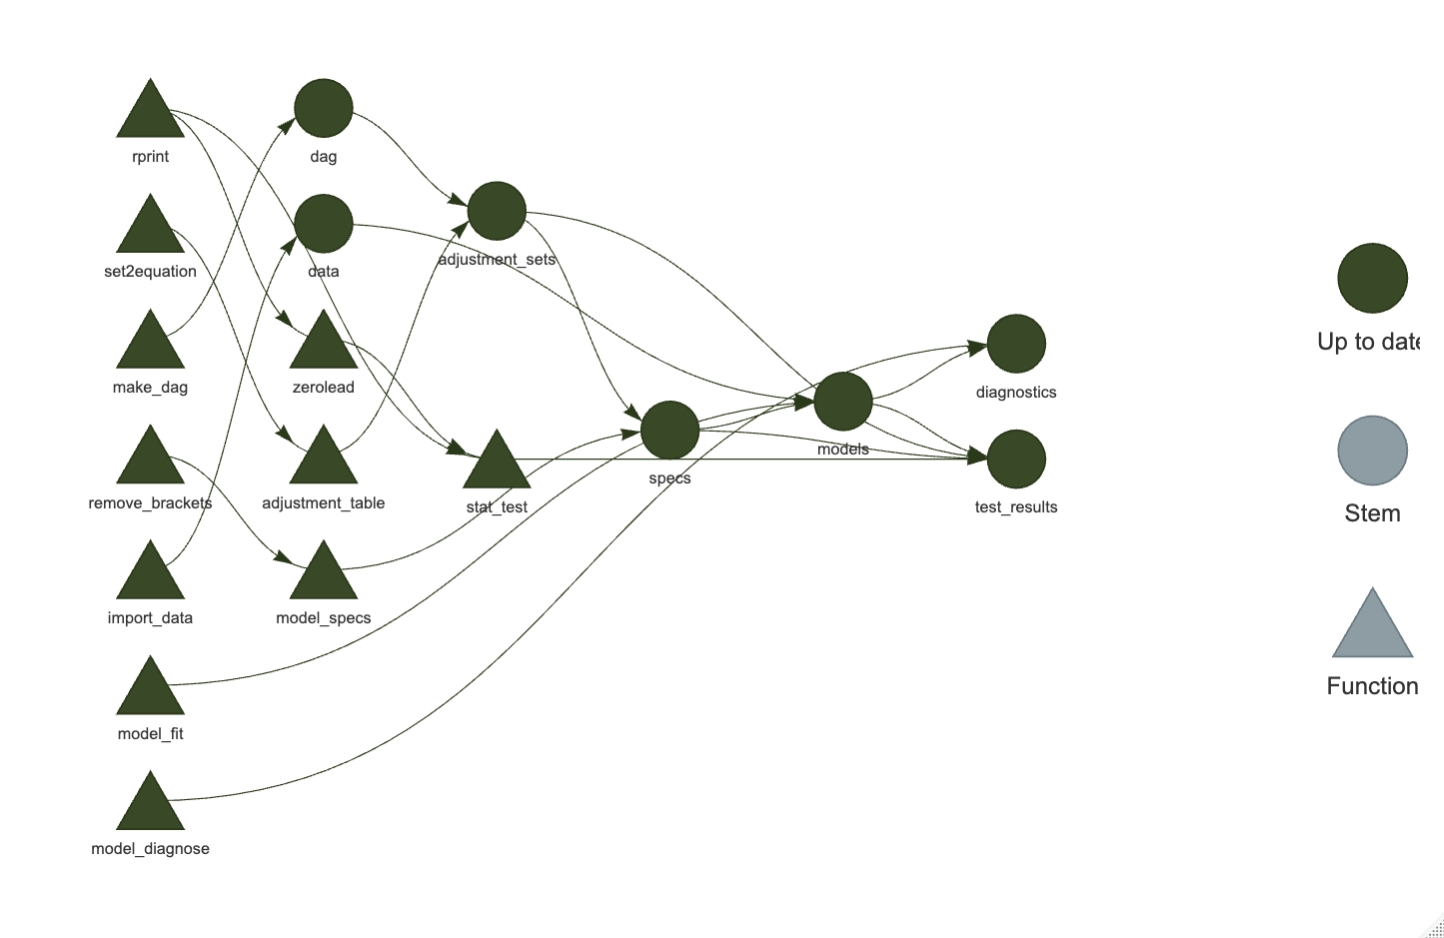 rprint
dag
set2equation
data
adjustment_sets
make_dag
zerolead
diagnostics
remove_brackets
adjustment_table
stat_test
specs
models
test_results
import_data
model_specs
model_fit
model_diagnose
Up to date
Stem
Function